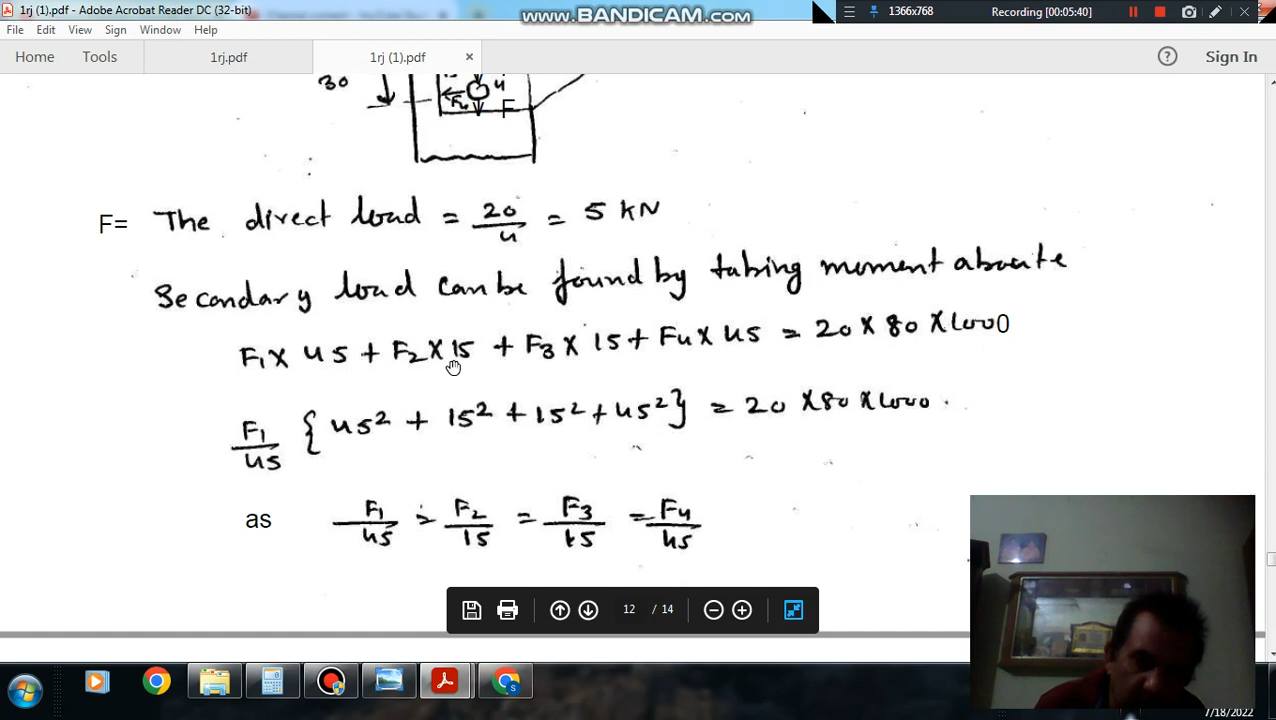 1rj (1).pdf - Adobe Acrobat Reader DC (32-bit)
www.BANDICAM.com
1366x768
Recording [00:05:40]
File Edit View Sign Window Help
Home Tools 1rj.pdf 1rj (1).pdf × Sign In
30
F4 4 F
F= The direct load = 20/4 = 5 kN
Secondary load can be found by taking moment about e
F1 × 45 + F2 × 15 + F3 × 15 + F4 × 45 = 20 × 80 × 1000
F1/45 { 45² + 15² + 15² + 45² } = 20 × 80 × 1000 .
as F1/45 = F2/15 = F3/15 = F4/45
12 / 14
7/18/2022